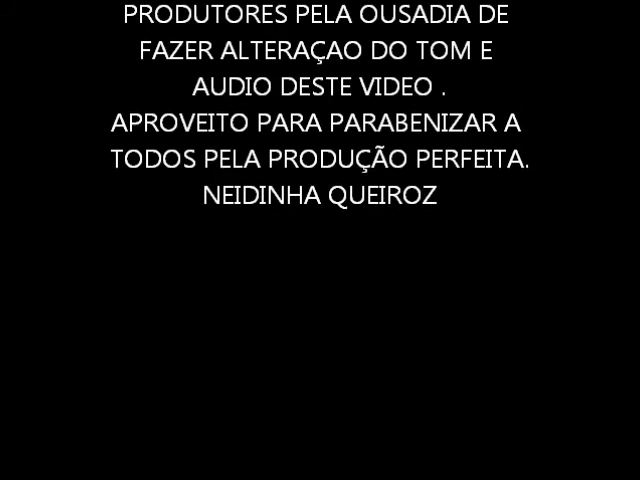 PRODUTORES PELA OUSADIA DE
FAZER ALTERAÇAO DO TOM E
AUDIO DESTE VIDEO .
APROVEITO PARA PARABENIZAR A
TODOS PELA PRODUÇÃO PERFEITA.
NEIDINHA QUEIROZ